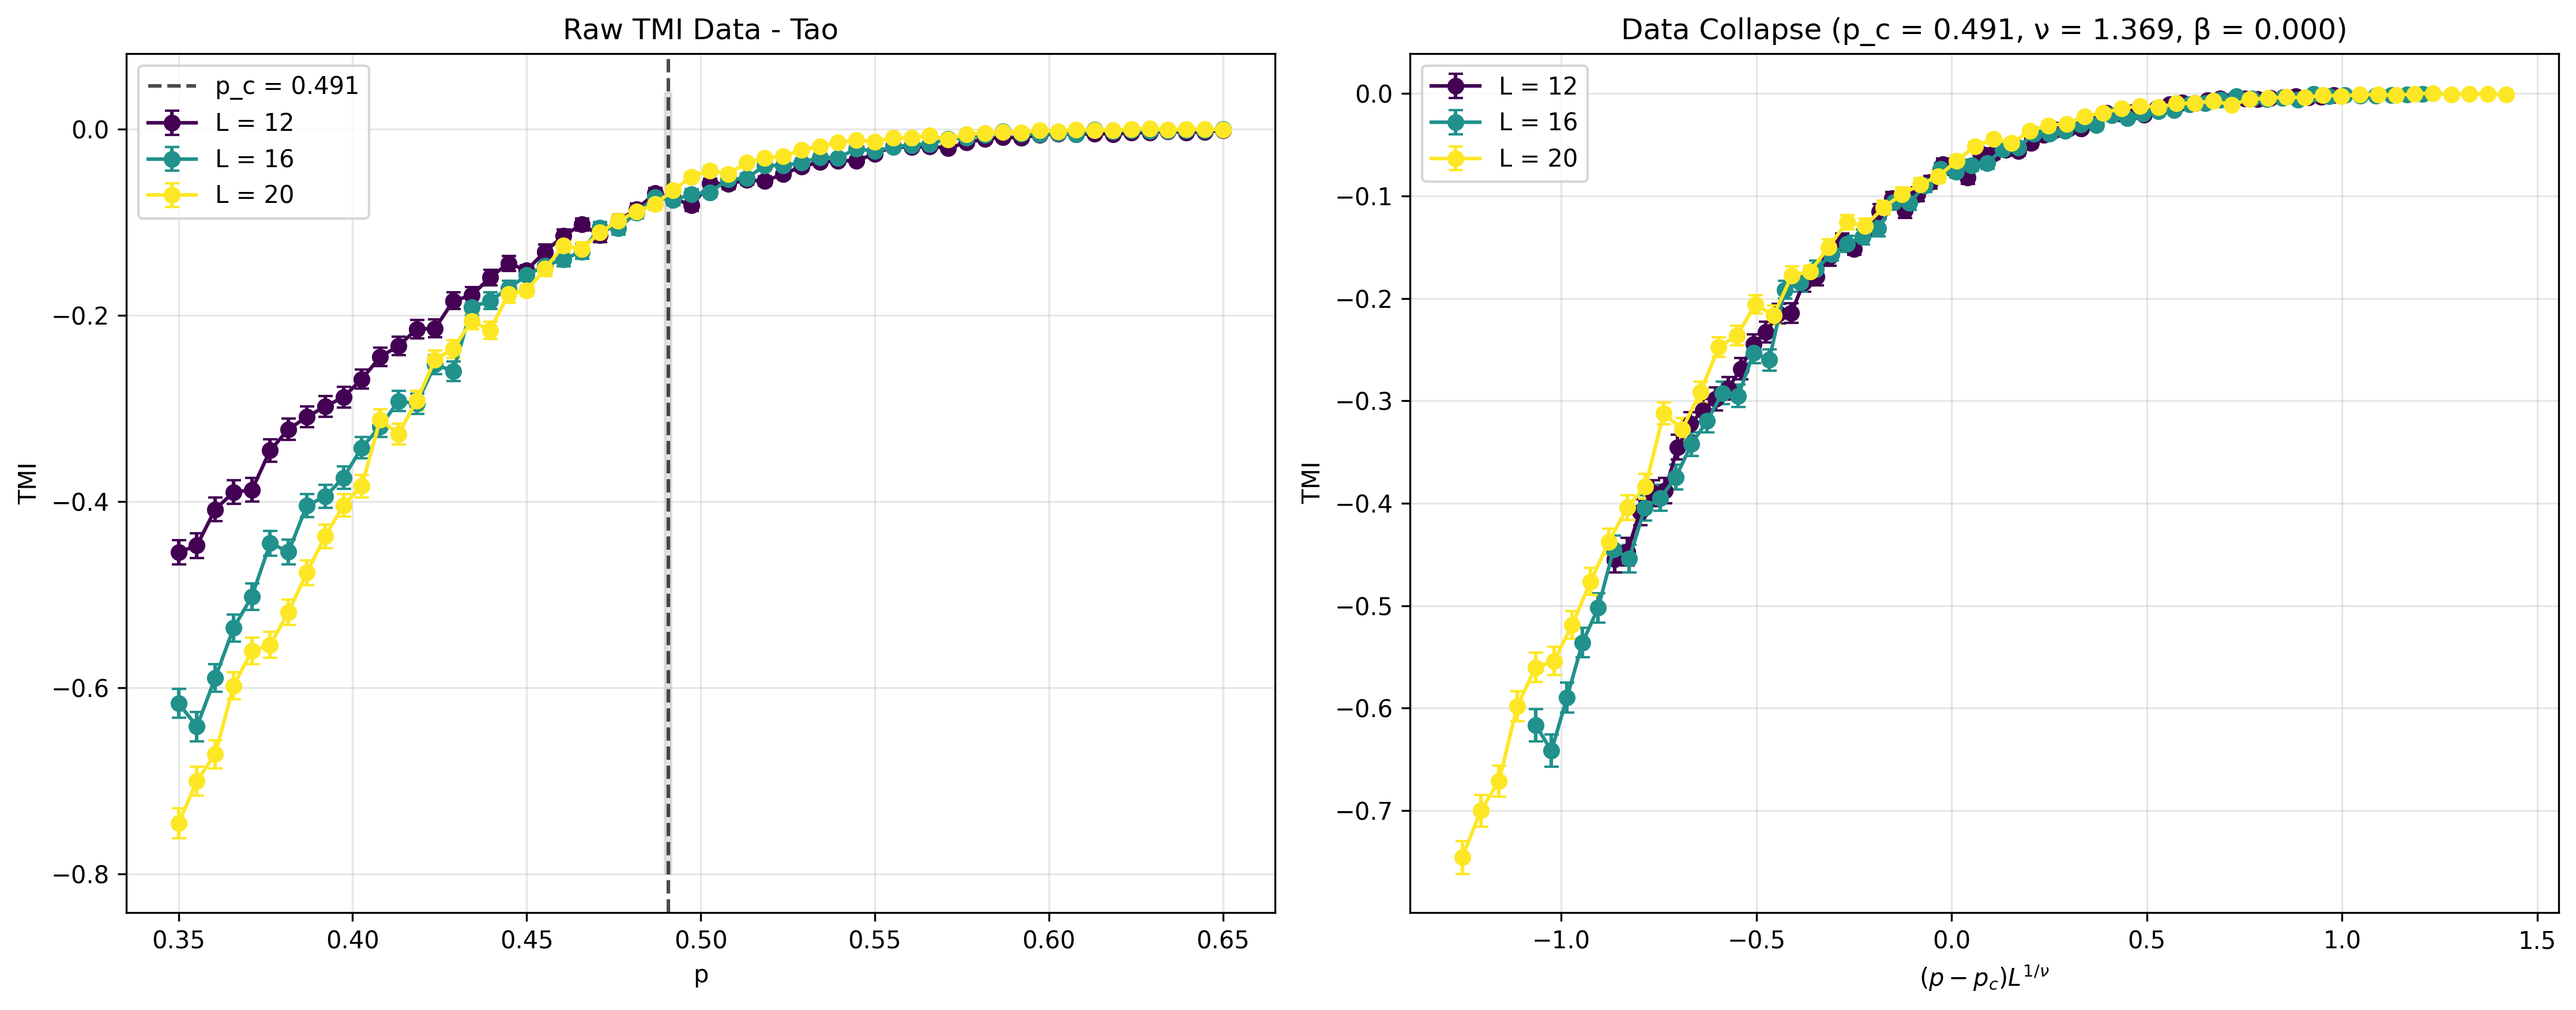 Raw TMI Data - Tao
p_c = 0.491
L = 12
L = 16
L = 20
TMI
0.0
−0.2
−0.4
−0.6
−0.8
0.35 0.40 0.45 0.50 0.55 0.60 0.65
p
Data Collapse (p_c = 0.491, ν = 1.369, β = 0.000)
L = 12
L = 16
L = 20
TMI
0.0
−0.1
−0.2
−0.3
−0.4
−0.5
−0.6
−0.7
−1.0 −0.5 0.0 0.5 1.0 1.5
(p − p_c)L^{1/ν}